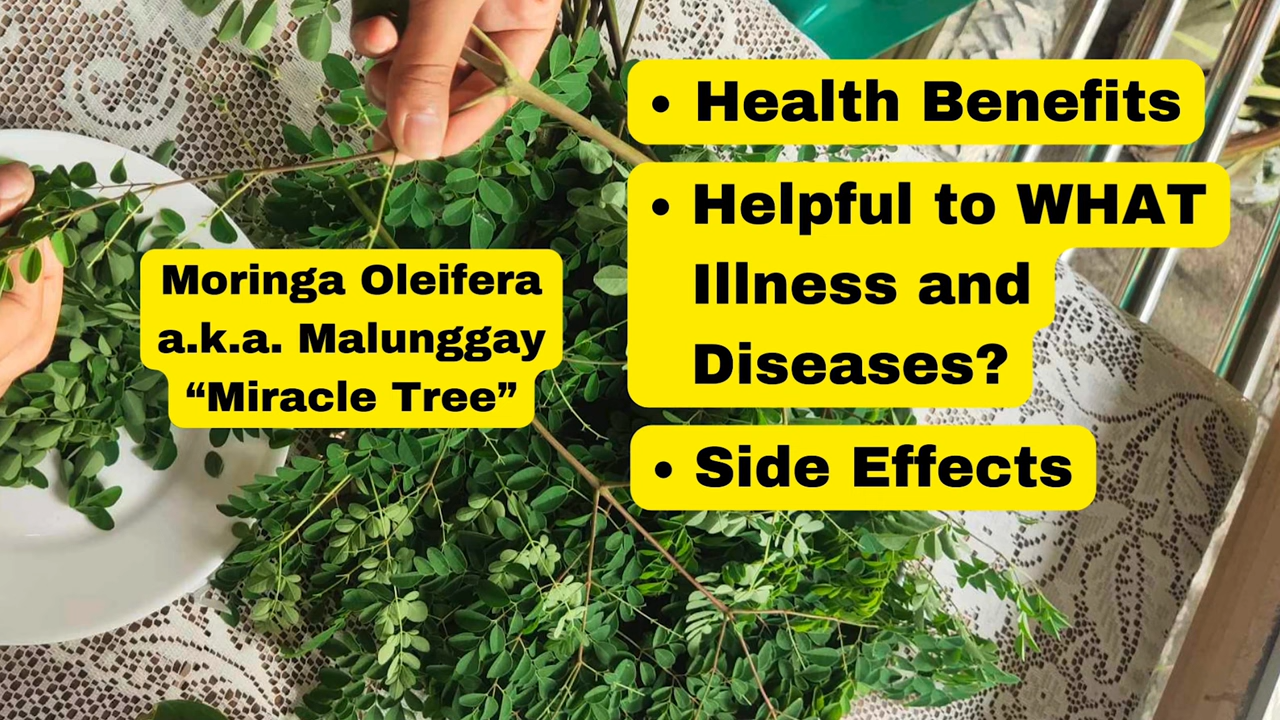 Moringa Oleifera
a.k.a. Malunggay
“Miracle Tree”
• Health Benefits
• Helpful to WHAT
Illness and
Diseases?
• Side Effects